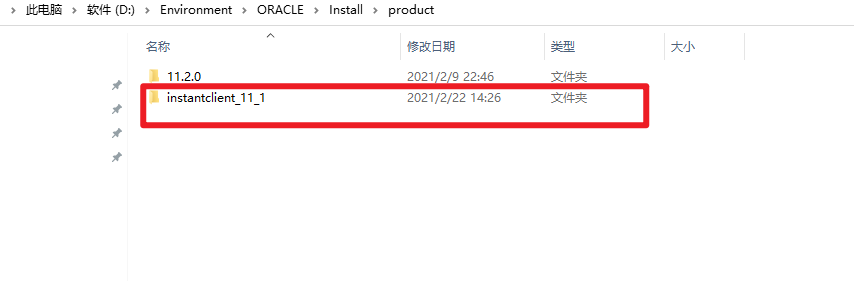 此电脑 > 软件 (D:) > Environment > ORACLE > Install > product
名称 修改日期 类型 大小
11.2.0 2021/2/9 22:46 文件夹
instantclient_11_1 2021/2/22 14:26 文件夹